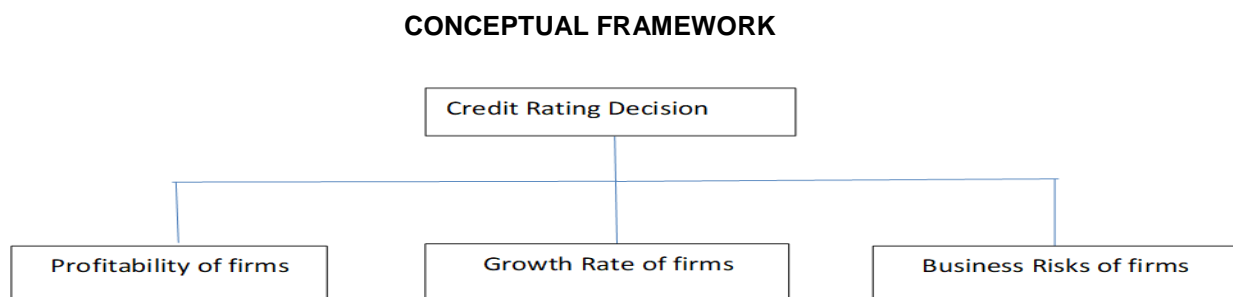 CONCEPTUAL FRAMEWORK
Credit Rating Decision
Profitability of firms
Growth Rate of firms
Business Risks of firms